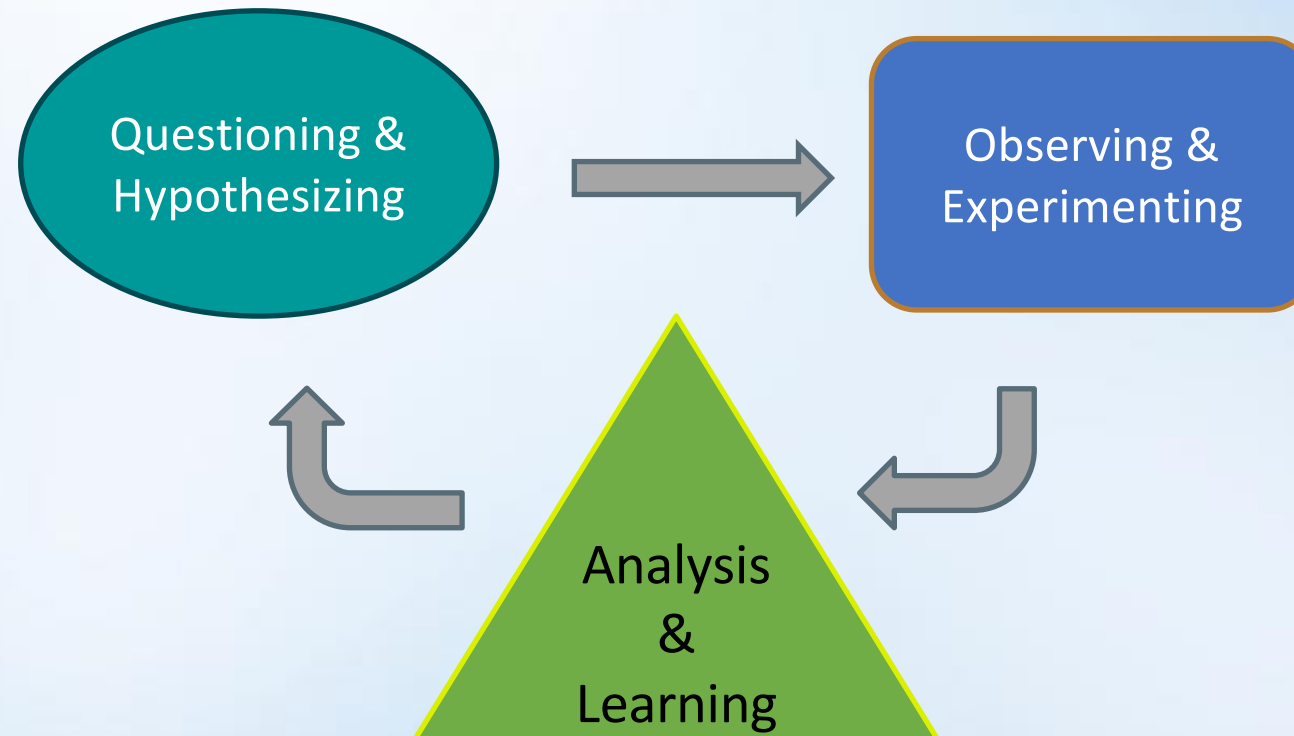 Questioning &
Hypothesizing
Observing &
Experimenting
Analysis
&
Learning